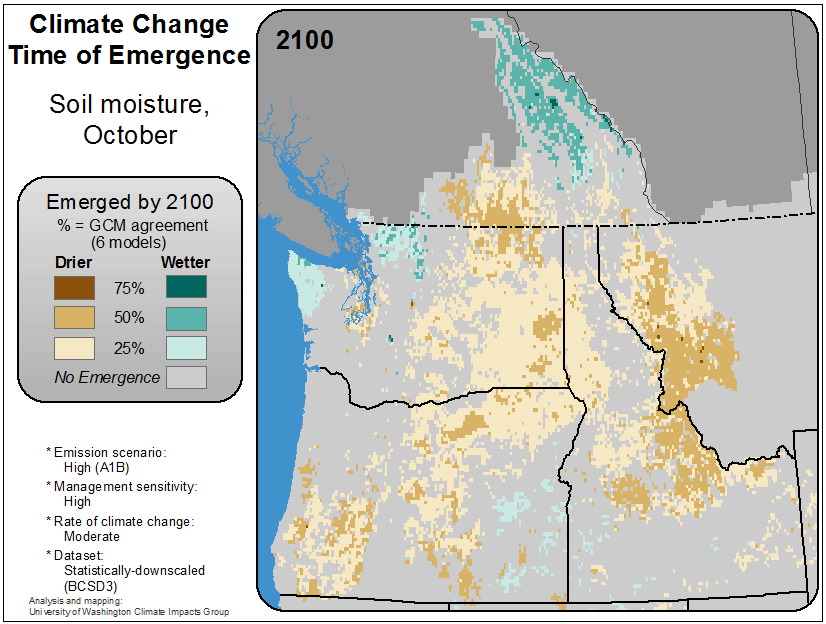 Climate Change
Time of Emergence
Soil moisture,
October
2100
Emerged by 2100
% = GCM agreement
(6 models)
Drier Wetter
75%
50%
25%
No Emergence
* Emission scenario:
High (A1B)
* Management sensitivity:
High
* Rate of climate change:
Moderate
* Dataset:
Statistically-downscaled
(BCSD3)
Analysis and mapping:
University of Washington Climate Impacts Group